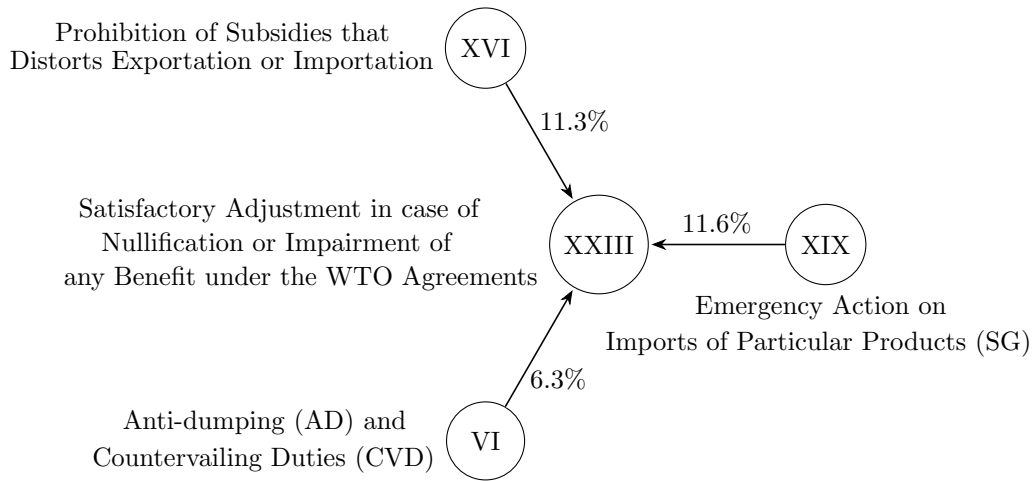 Prohibition of Subsidies that
Distorts Exportation or Importation
XVI
11.3%
Satisfactory Adjustment in case of
Nullification or Impairment of
any Benefit under the WTO Agreements
XXIII
11.6%
XIX
Emergency Action on
Imports of Particular Products (SG)
6.3%
Anti-dumping (AD) and
Countervailing Duties (CVD)
VI